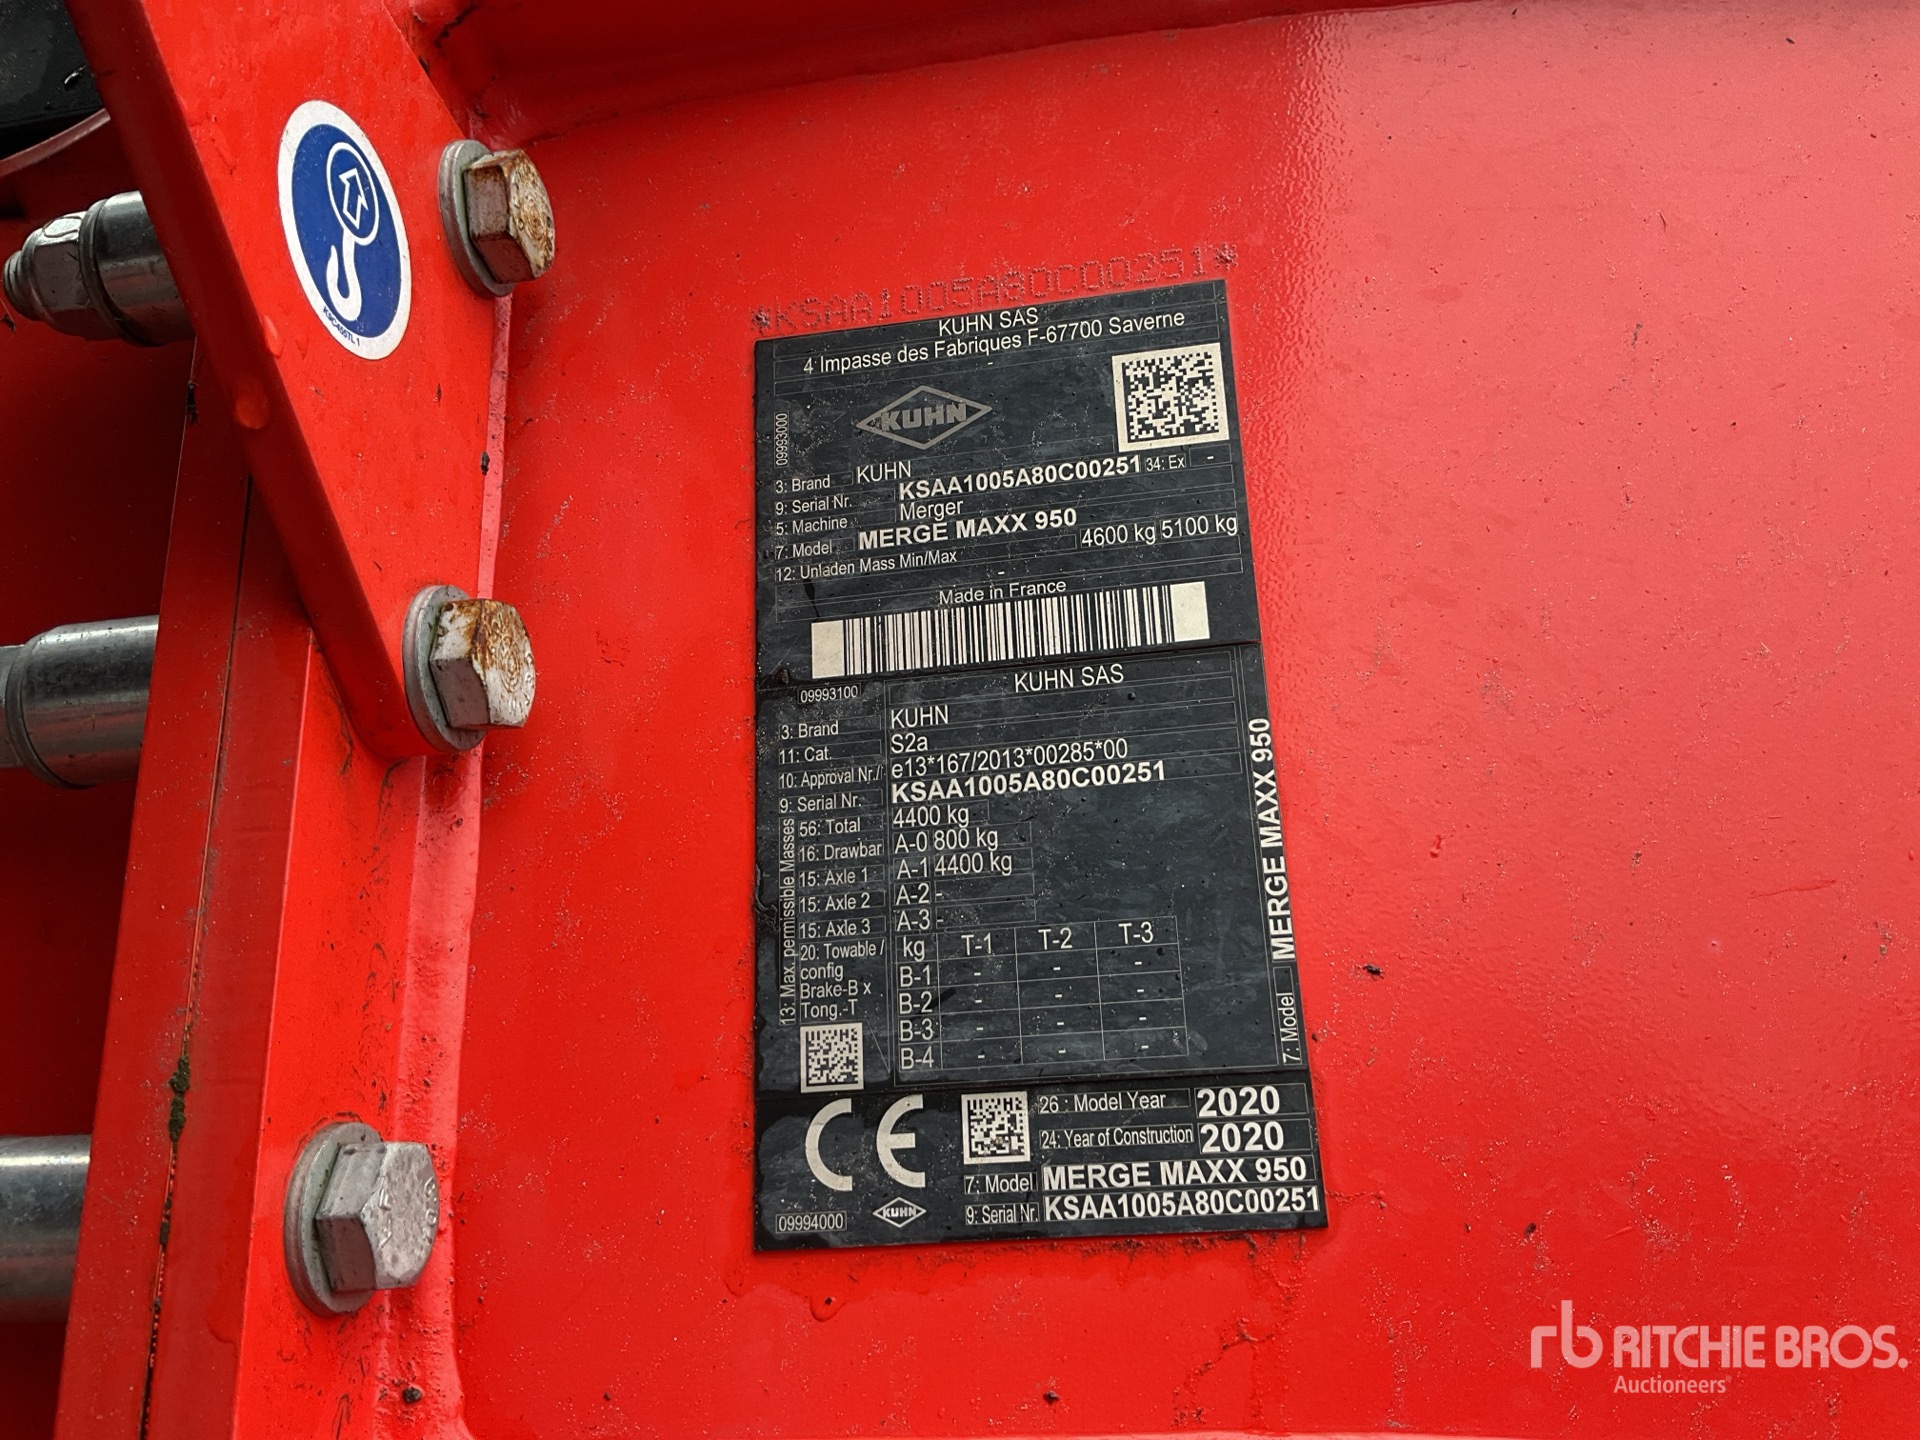 *KSAA1005A80C00251*
KUHN SAS
4 Impasse des Fabriques F-67700 Saverne
-
09993000
KUHN
3: Brand KUHN
9: Serial Nr. KSAA1005A80C00251 34: Ex -
5: Machine Merger
7: Model MERGE MAXX 950
12: Unladen Mass Min/Max 4600 kg 5100 kg
-
Made in France
09993100
KUHN SAS
3: Brand KUHN
11: Cat. S2a
10: Approval Nr./ e13*167/2013*00285*00
9: Serial Nr. KSAA1005A80C00251
13: Max. permissible Masses
56: Total 4400 kg
16: Drawbar A-0 800 kg
15: Axle 1 A-1 4400 kg
15: Axle 2 A-2 -
15: Axle 3 A-3 -
20: Towable / config Brake-B x Tong.-T
kg T-1 T-2 T-3
B-1 - - -
B-2 - - -
B-3 - - -
B-4 - - -
7: Model MERGE MAXX 950
CE
26 : Model Year 2020
24: Year of Construction 2020
7: Model MERGE MAXX 950
9: Serial Nr. KSAA1005A80C00251
09994000
KUHN
rb RITCHIE BROS.
Auctioneers